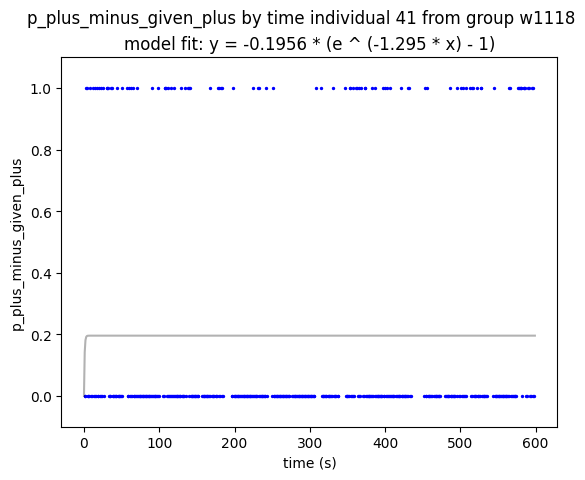 p_plus_minus_given_plus by time individual 41 from group w1118
model fit: y = -0.1956 * (e ^ (-1.295 * x) - 1)
1.0
0.8
0.6
0.4
0.2
0.0
p_plus_minus_given_plus
0 100 200 300 400 500 600
time (s)